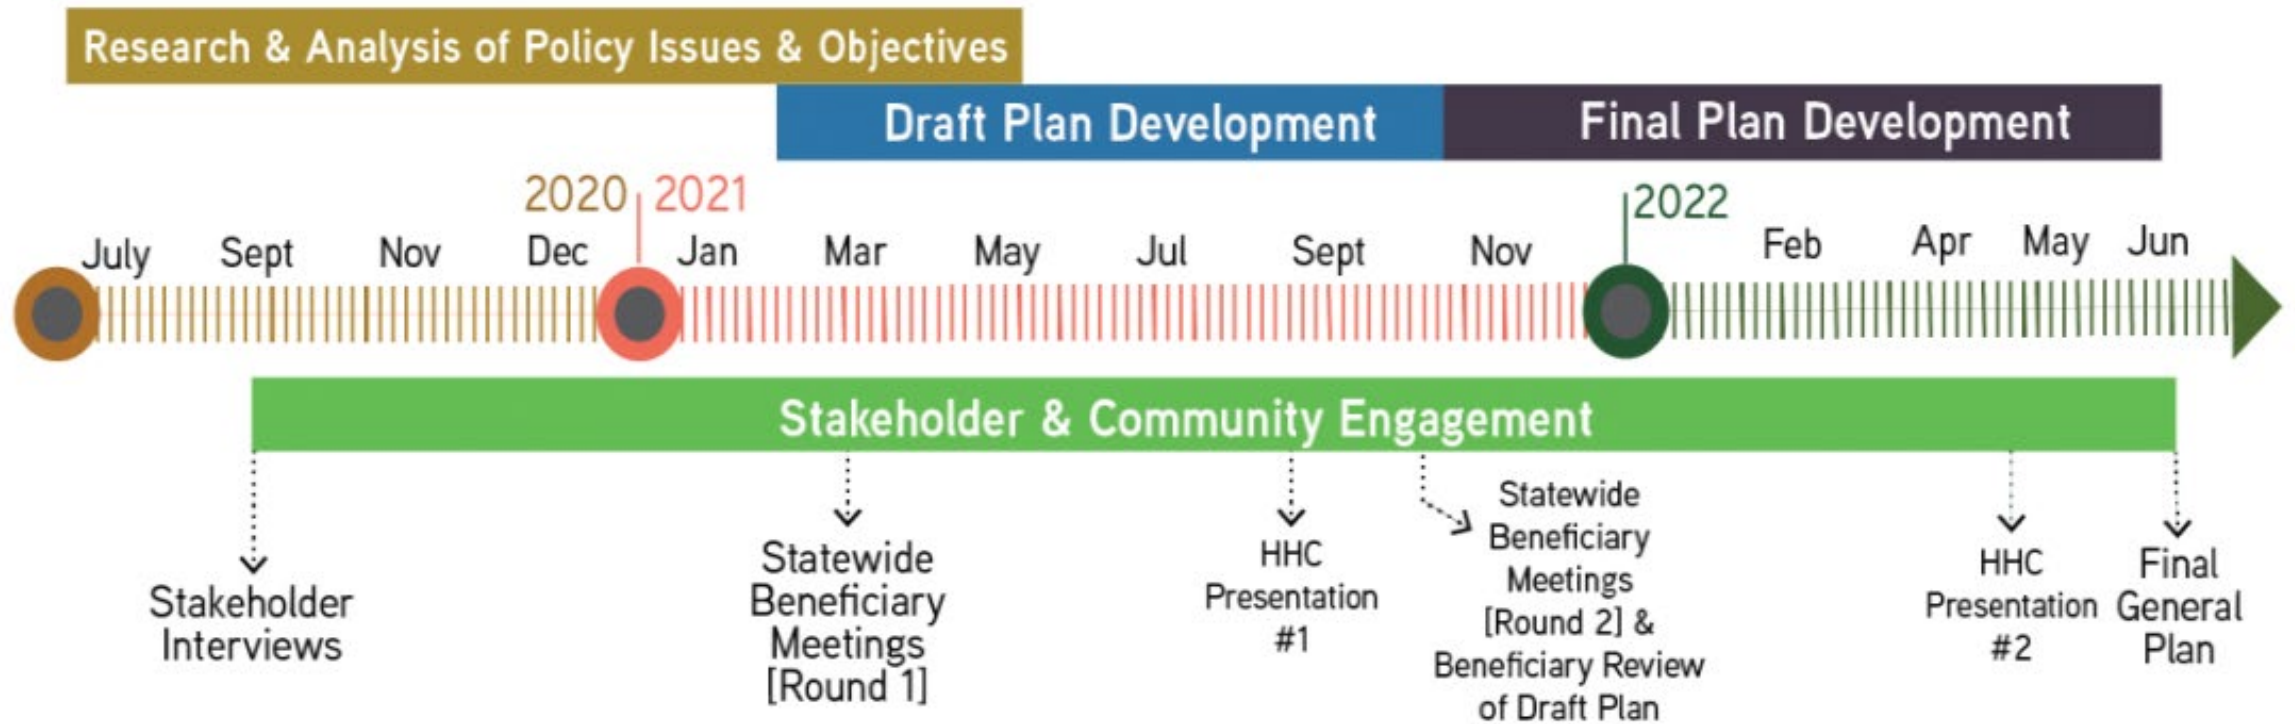 Research & Analysis of Policy Issues & Objectives
Draft Plan Development
Final Plan Development
2020
2021
2022
July
Sept
Nov
Dec
Jan
Mar
May
Jul
Sept
Nov
Feb
Apr
May
Jun
Stakeholder & Community Engagement
Stakeholder
Interviews
Statewide
Beneficiary
Meetings
[Round 1]
HHC
Presentation
#1
Statewide
Beneficiary
Meetings
[Round 2] &
Beneficiary Review
of Draft Plan
HHC
Presentation
#2
Final
General
Plan